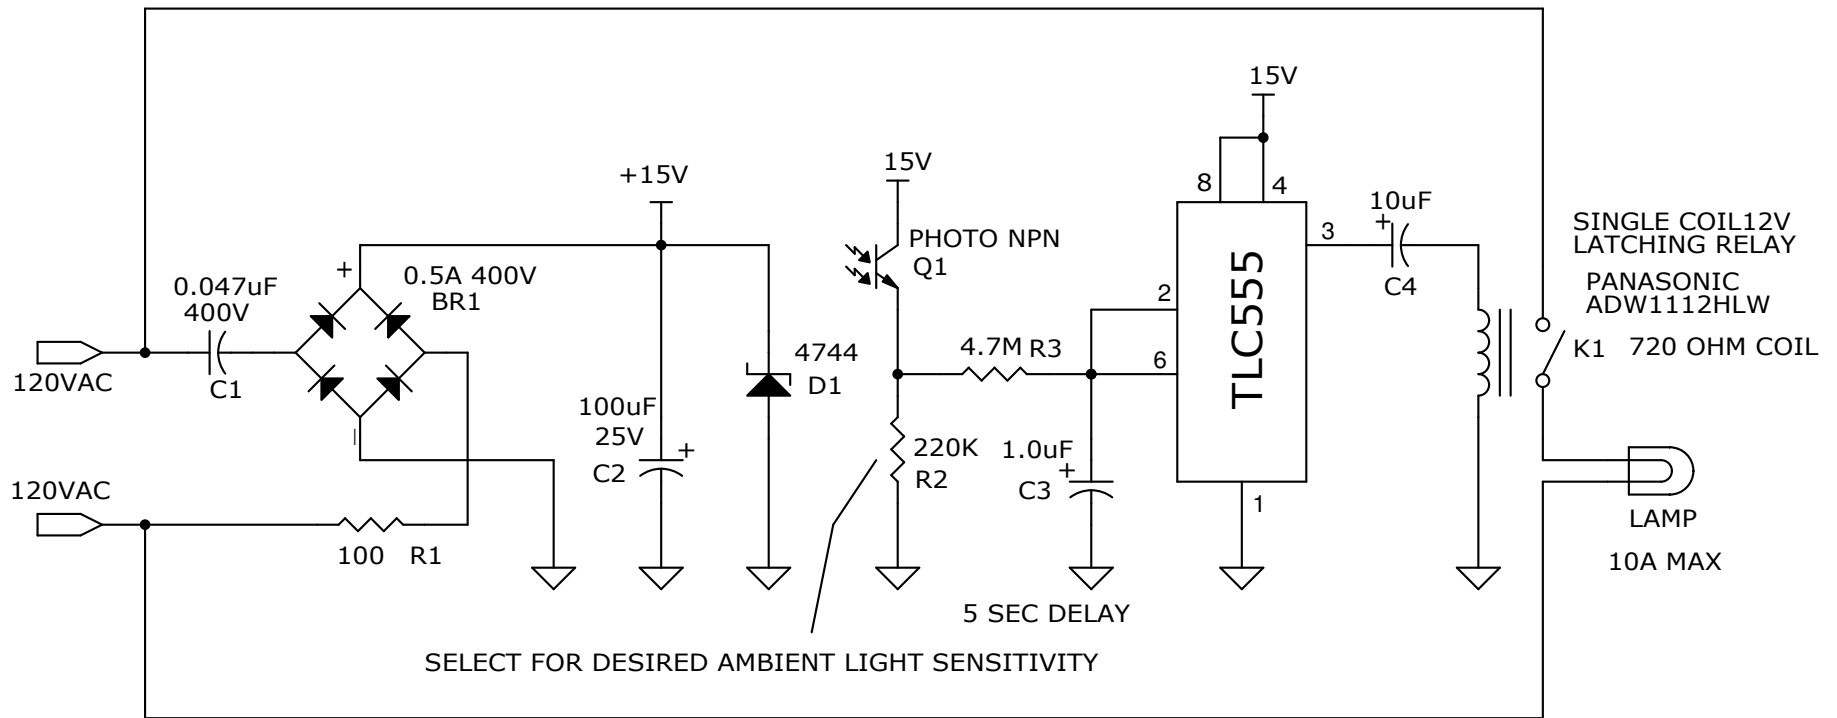 15V
8
4
10uF
+
C4
3
SINGLE COIL12V
LATCHING RELAY
PANASONIC
ADW1112HLW
K1
720 OHM COIL
+15V
15V
PHOTO NPN
Q1
0.047uF
400V
+
0.5A 400V
BR1
2
120VAC
C1
4744
D1
4.7M R3
6
TLC555
100uF
25V
+
C2
220K
R2
1.0uF
+
C3
1
120VAC
100 R1
LAMP
10A MAX
5 SEC DELAY
SELECT FOR DESIRED AMBIENT LIGHT SENSITIVITY